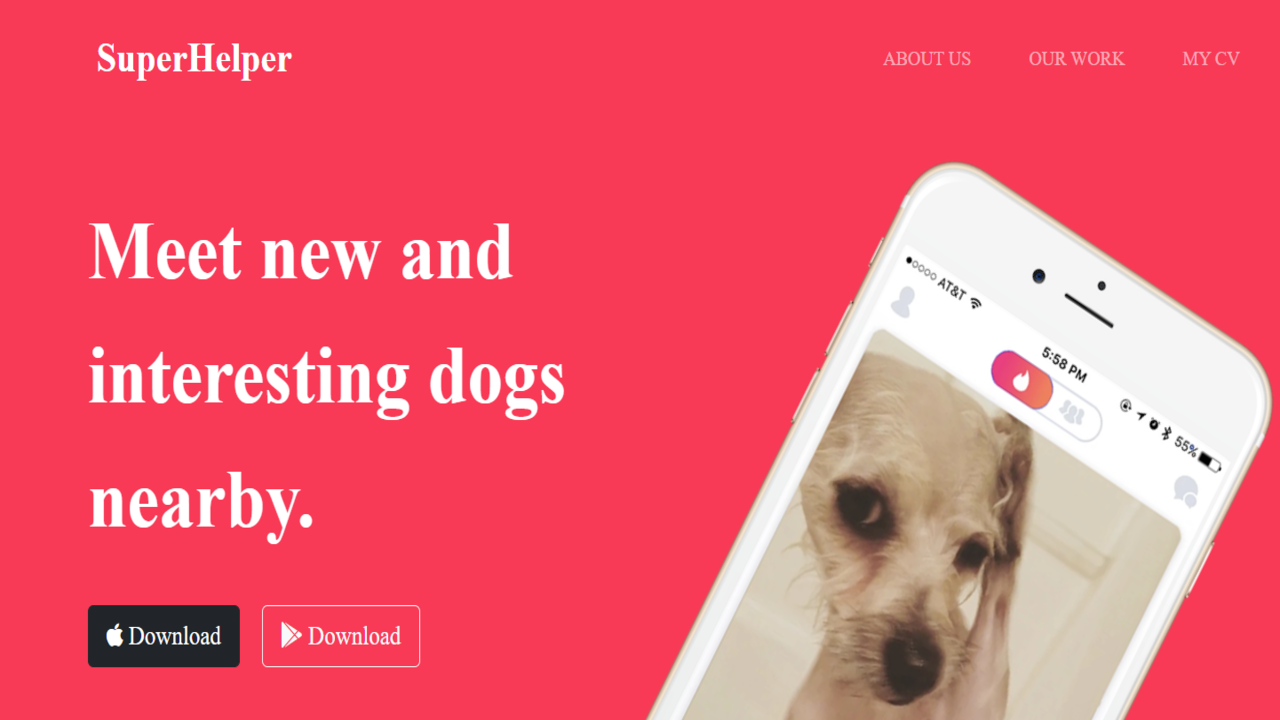 SuperHelper
ABOUT US
OUR WORK
MY CV
Meet new and
interesting dogs
nearby.
Download
Download
AT&T
5:58 PM
55%